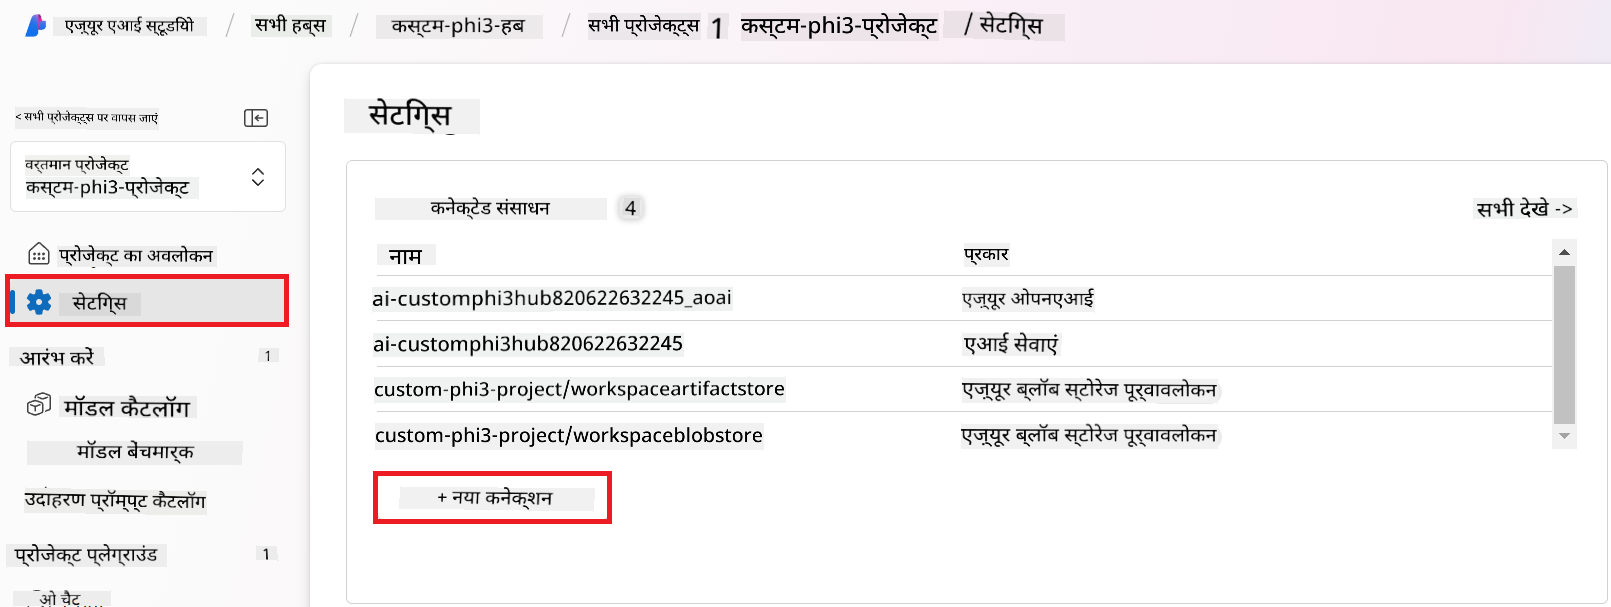 एज़्यूर एआई स्टूडियो / सभी हब्स / कस्टम-phi3-हब / सभी प्रोजेक्ट्स 1 कस्टम-phi3-प्रोजेक्ट / सेटिंग्स
< सभी प्रोजेक्ट्स पर वापस जाएं
वर्तमान प्रोजेक्ट
कस्टम-phi3-प्रोजेक्ट
प्रोजेक्ट का अवलोकन
सेटिंग्स
आरंभ करें 1
मॉडल कैटलॉग
मॉडल बेंचमार्क
उदाहरण प्रॉम्प्ट कैटलॉग
प्रोजेक्ट प्लेग्राउंड 1
चैट
सेटिंग्स
कनेक्टेड संसाधन 4
सभी देखे ->
नाम प्रकार
ai-customphi3hub820622632245_aoai एज़्यूर ओपनएआई
ai-customphi3hub820622632245 एआई सेवाएं
custom-phi3-project/workspaceartifactstore एज़्यूर ब्लॉब स्टोरेज पूर्वावलोकन
custom-phi3-project/workspaceblobstore एज़्यूर ब्लॉब स्टोरेज पूर्वावलोकन
+ नया कनेक्शन